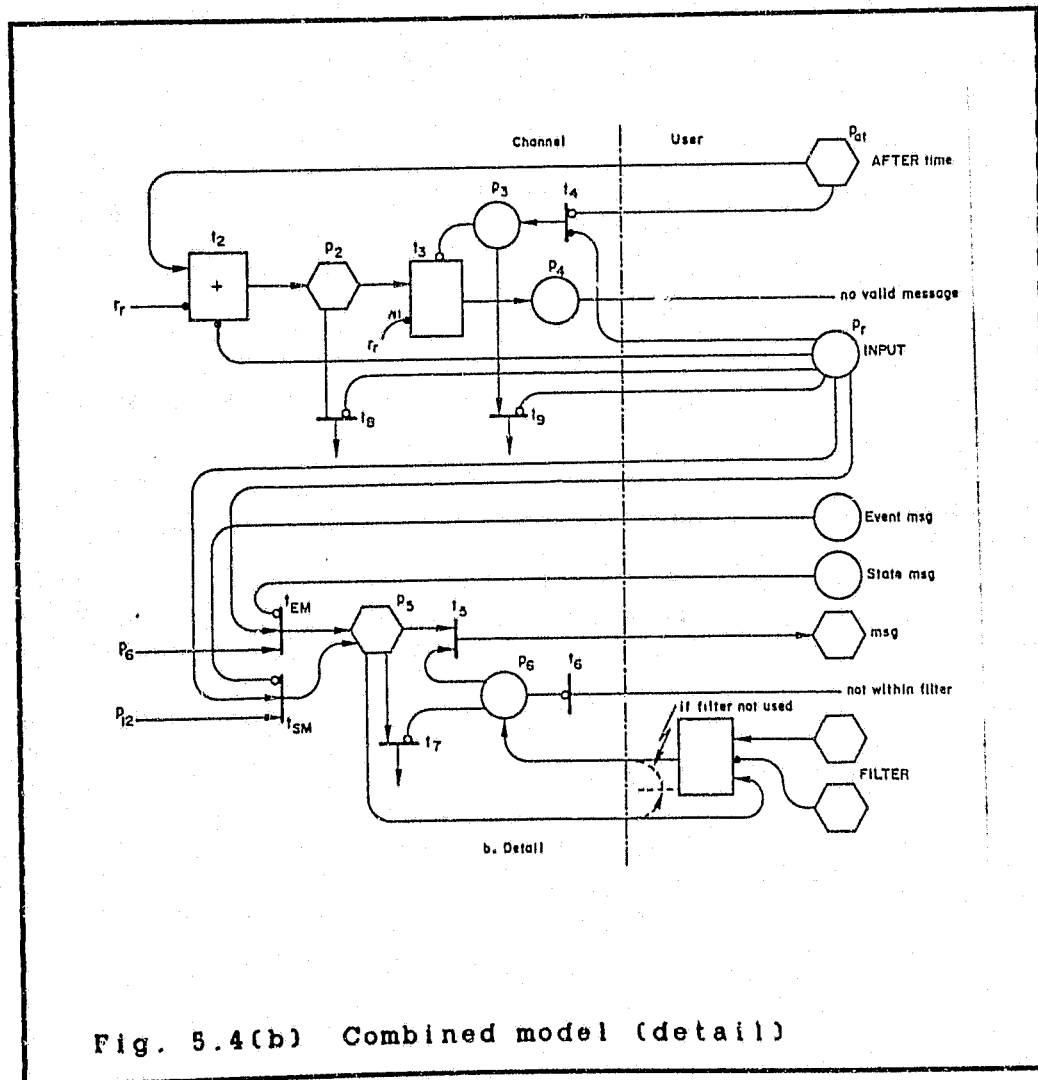 Channel User
P_at
AFTER time
P_3
t_4
t_2
P_2
t_3
P_4
+
no valid message
r_r
r_r
P_r
INPUT
t_8
t_9
Event msg
State msg
t_EM
P_5
t_5
msg
P_6
P_6
t_6
not within filter
if filter not used
P_12
t_SM
t_7
FILTER
b. Detail
Fig. 5.4(b) Combined model (detail)